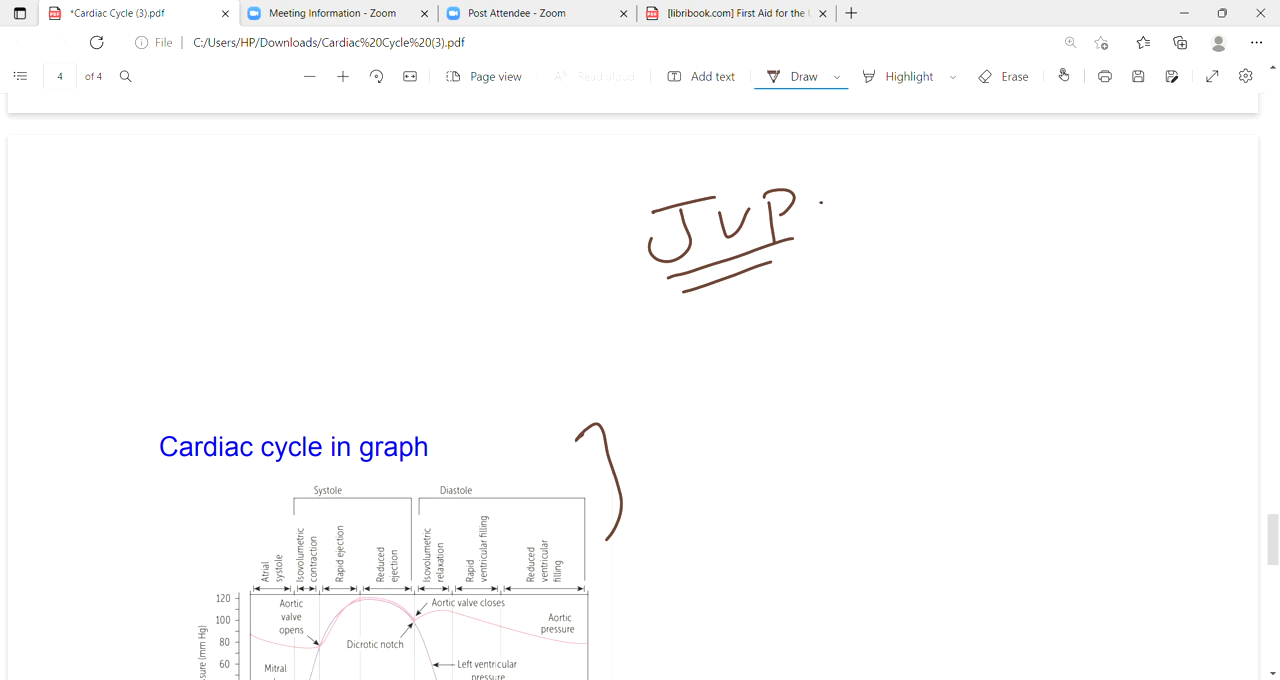 *Cardiac Cycle (3).pdf
Meeting Information - Zoom
Post Attendee - Zoom
[libribook.com] First Aid for the
File
C:/Users/HP/Downloads/Cardiac%20Cycle%20(3).pdf
4 of 4
Page view
Read aloud
Add text
Draw
Highlight
Erase
JVP
Cardiac cycle in graph
Systole
Diastole
Atrial systole
Isovolumetric contraction
Rapid ejection
Reduced ejection
Isovolumetric relaxation
Rapid ventricular filling
Reduced ventricular filling
120
100
80
60
Aortic valve opens
Aortic valve closes
Dicrotic notch
Aortic pressure
Mitral
Left ventricular pressure
(mm Hg)